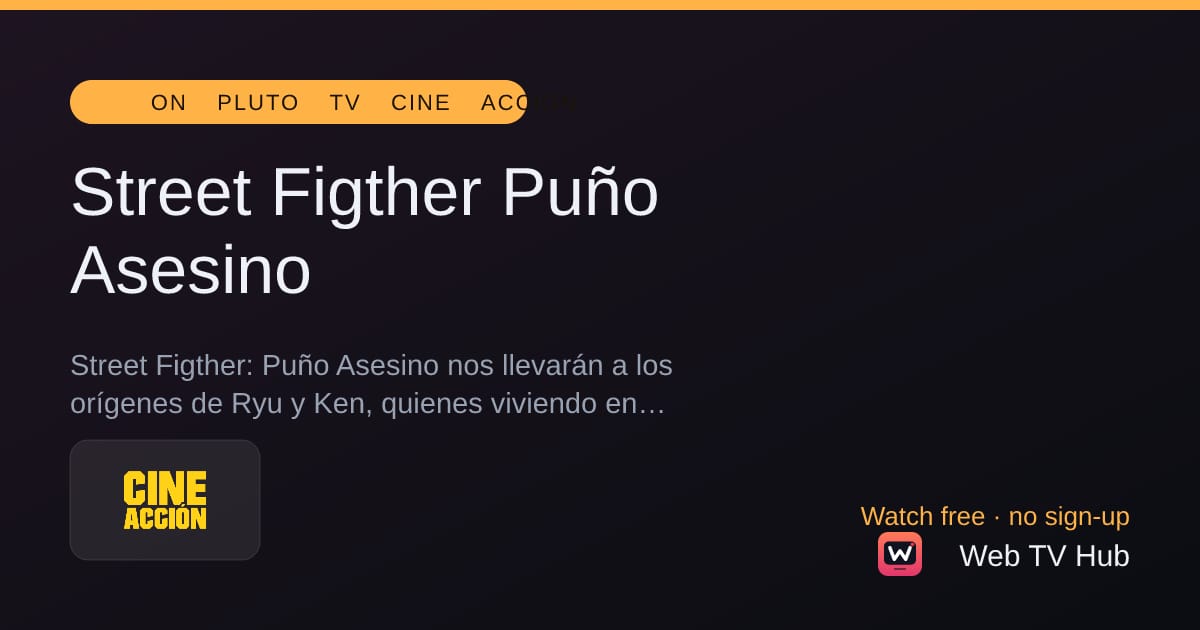 ON PLUTO TV CINE ACCIÓN
Street Figther Puño
Asesino
Street Figther: Puño Asesino nos llevarán a los
orígenes de Ryu y Ken, quienes viviendo en…
CINE
ACCIÓN
Watch free · no sign-up
W
Web TV Hub